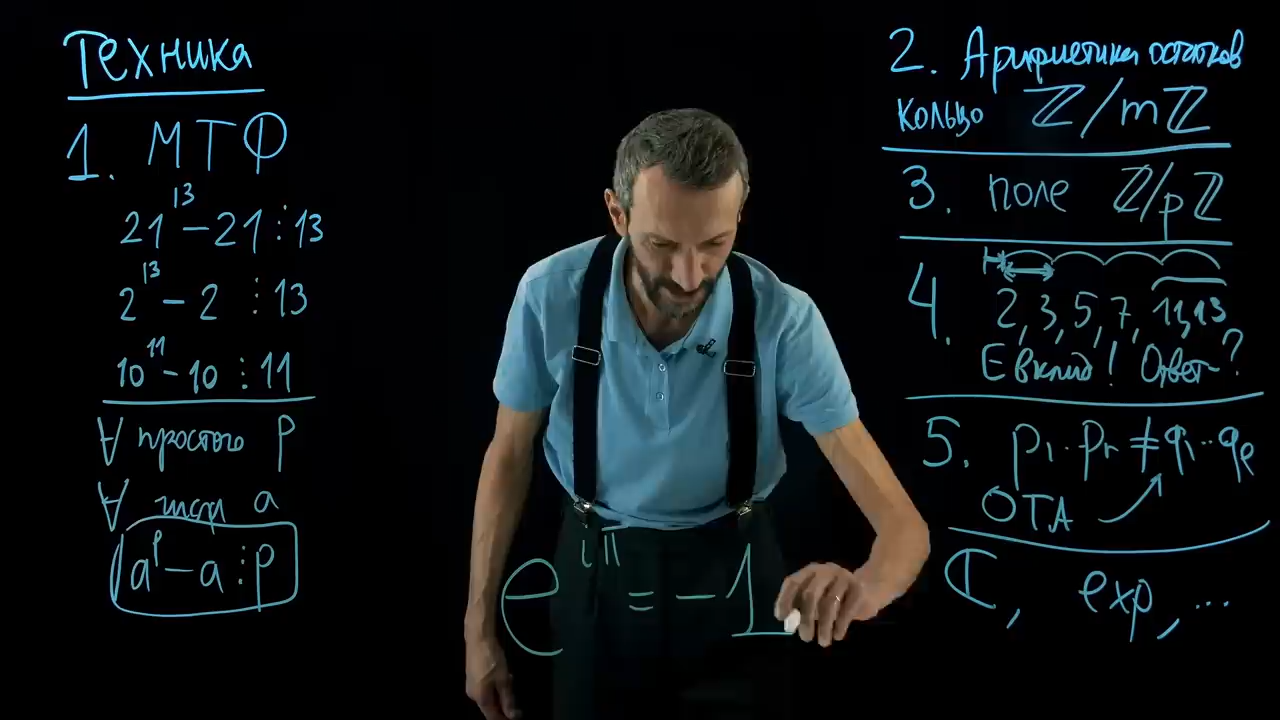 Техника
1. МТФ
21¹³ − 21 ⋮ 13
2¹³ − 2 ⋮ 13
10¹¹ − 10 ⋮ 11
∀ простого p
∀ числа a
aᵖ − a ⋮ p
e^{iπ} = −1
2. Арифметика остатков
кольцо ℤ/mℤ
3. поле ℤ/pℤ
4. 2, 3, 5, 7, 11, 13
Евклид! Ответ?
5. p₁..pₙ ≠ q₁..qₑ
ОТА
ℂ, exp, ...